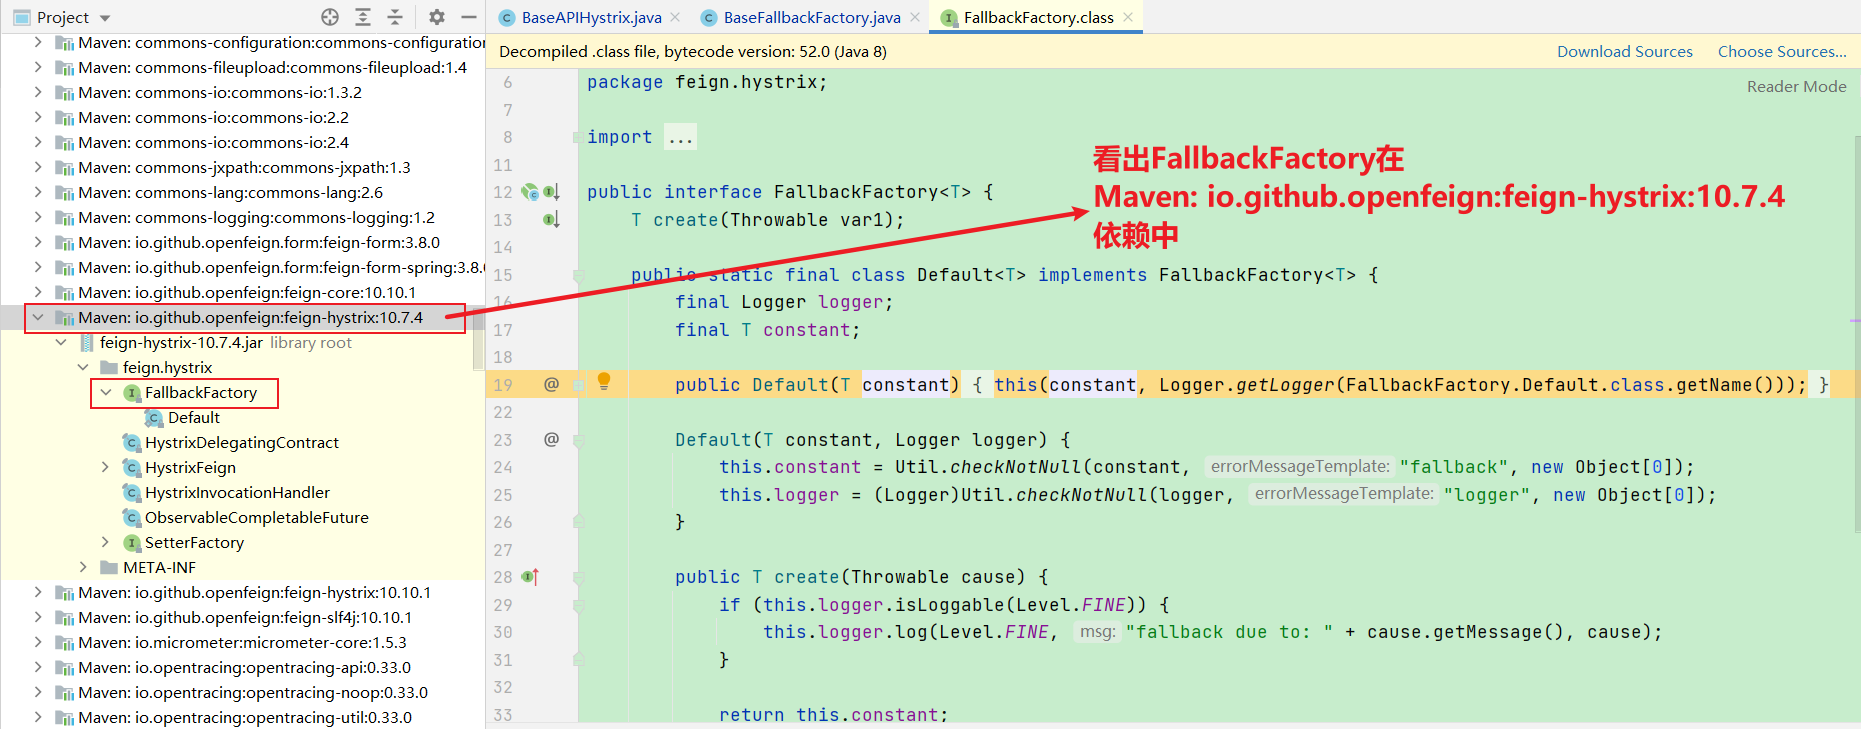 Project
BaseAPIHystrix.java
BaseFallbackFactory.java
FallbackFactory.class
Maven: commons-configuration:commons-configuration
Maven: commons-fileupload:commons-fileupload:1.4
Maven: commons-io:commons-io:1.3.2
Maven: commons-io:commons-io:2.2
Maven: commons-io:commons-io:2.4
Maven: commons-jxpath:commons-jxpath:1.3
Maven: commons-lang:commons-lang:2.6
Maven: commons-logging:commons-logging:1.2
Maven: io.github.openfeign.form:feign-form:3.8.0
Maven: io.github.openfeign.form:feign-form-spring:3.8.0
Maven: io.github.openfeign:feign-core:10.10.1
Maven: io.github.openfeign:feign-hystrix:10.7.4
feign-hystrix-10.7.4.jar library root
feign.hystrix
FallbackFactory
Default
HystrixDelegatingContract
HystrixFeign
HystrixInvocationHandler
ObservableCompletableFuture
SetterFactory
META-INF
Maven: io.github.openfeign:feign-hystrix:10.10.1
Maven: io.github.openfeign:feign-slf4j:10.10.1
Maven: io.micrometer:micrometer-core:1.5.3
Maven: io.opentracing:opentracing-api:0.33.0
Maven: io.opentracing:opentracing-noop:0.33.0
Maven: io.opentracing:opentracing-util:0.33.0
Decompiled .class file, bytecode version: 52.0 (Java 8)
Download Sources
Choose Sources...
Reader Mode
6 package feign.hystrix;
7
8 import ...
11
12 public interface FallbackFactory<T> {
13 T create(Throwable var1);
14
15 public static final class Default<T> implements FallbackFactory<T> {
16 final Logger logger;
17 final T constant;
18
19 @ public Default(T constant) { this(constant, Logger.getLogger(FallbackFactory.Default.class.getName())); }
22
23 @ Default(T constant, Logger logger) {
24 this.constant = Util.checkNotNull(constant, errorMessageTemplate: "fallback", new Object[0]);
25 this.logger = (Logger)Util.checkNotNull(logger, errorMessageTemplate: "logger", new Object[0]);
26 }
27
28 public T create(Throwable cause) {
29 if (this.logger.isLoggable(Level.FINE)) {
30 this.logger.log(Level.FINE, msg: "fallback due to: " + cause.getMessage(), cause);
31 }
32
33 return this.constant;
看出FallbackFactory在
Maven: io.github.openfeign:feign-hystrix:10.7.4
依赖中